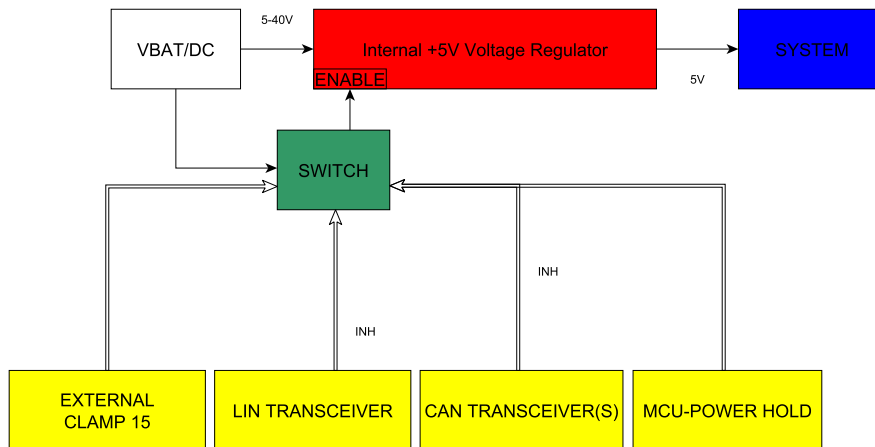 5-40V
VBAT/DC
Internal +5V Voltage Regulator
SYSTEM
ENABLE
5V
SWITCH
INH
INH
EXTERNAL
CLAMP 15
LIN TRANSCEIVER
CAN TRANSCEIVER(S)
MCU-POWER HOLD